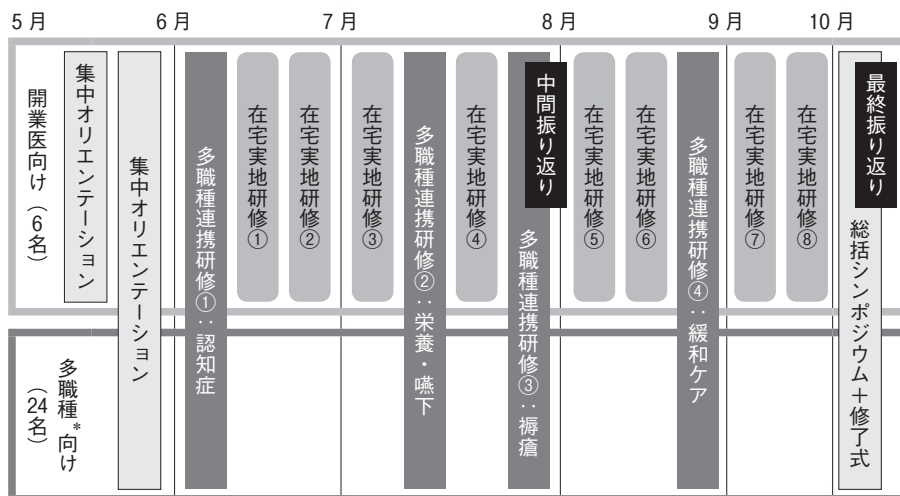 5月
6月
7月
8月
9月
10月
開業医向け（6名）
集中オリエンテーション
集中オリエンテーション
多職種連携研修①：認知症
在宅実地研修①
在宅実地研修②
在宅実地研修③
多職種連携研修②：栄養・嚥下
在宅実地研修④
多職種連携研修③：褥瘡
中間振り返り
在宅実地研修⑤
在宅実地研修⑥
多職種連携研修④：緩和ケア
在宅実地研修⑦
在宅実地研修⑧
総括シンポジウム＋修了式
最終振り返り
多職種*向け
（24名）